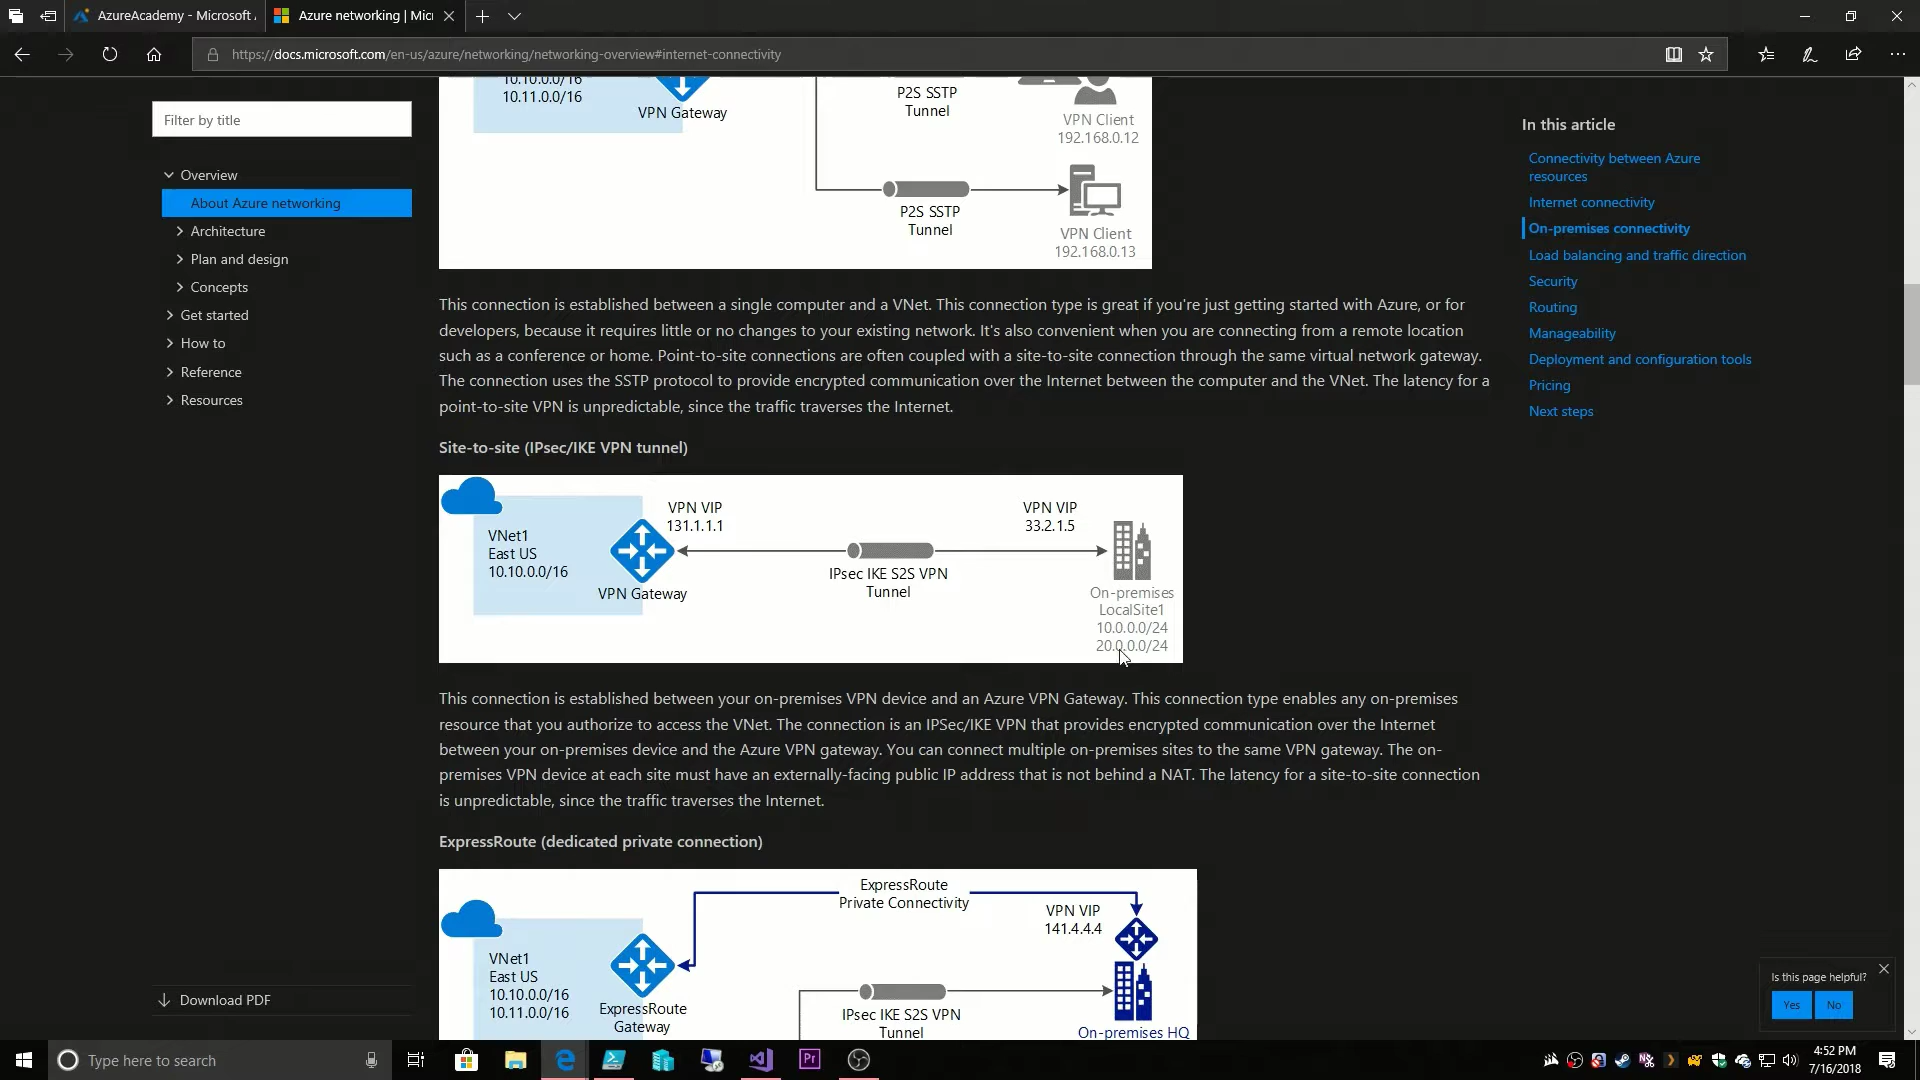 AzureAcademy - Microsoft A
Azure networking | Micr
https://docs.microsoft.com/en-us/azure/networking/networking-overview#internet-connectivity
Filter by title
Overview
About Azure networking
Architecture
Plan and design
Concepts
Get started
How to
Reference
Resources
Download PDF
10.10.0.0/16
10.11.0.0/16
VPN Gateway
P2S SSTP
Tunnel
VPN Client
192.168.0.12
P2S SSTP
Tunnel
VPN Client
192.168.0.13
This connection is established between a single computer and a VNet. This connection type is great if you're just getting started with Azure, or for
developers, because it requires little or no changes to your existing network. It's also convenient when you are connecting from a remote location
such as a conference or home. Point-to-site connections are often coupled with a site-to-site connection through the same virtual network gateway.
The connection uses the SSTP protocol to provide encrypted communication over the Internet between the computer and the VNet. The latency for a
point-to-site VPN is unpredictable, since the traffic traverses the Internet.
Site-to-site (IPsec/IKE VPN tunnel)
VNet1
East US
10.10.0.0/16
VPN VIP
131.1.1.1
VPN Gateway
IPsec IKE S2S VPN
Tunnel
VPN VIP
33.2.1.5
On-premises
LocalSite1
10.0.0.0/24
20.0.0.0/24
This connection is established between your on-premises VPN device and an Azure VPN Gateway. This connection type enables any on-premises
resource that you authorize to access the VNet. The connection is an IPSec/IKE VPN that provides encrypted communication over the Internet
between your on-premises device and the Azure VPN gateway. You can connect multiple on-premises sites to the same VPN gateway. The on-
premises VPN device at each site must have an externally-facing public IP address that is not behind a NAT. The latency for a site-to-site connection
is unpredictable, since the traffic traverses the Internet.
ExpressRoute (dedicated private connection)
VNet1
East US
10.10.0.0/16
10.11.0.0/16
ExpressRoute
Gateway
ExpressRoute
Private Connectivity
VPN VIP
141.4.4.4
IPsec IKE S2S VPN
Tunnel
On-premises HQ
In this article
Connectivity between Azure
resources
Internet connectivity
On-premises connectivity
Load balancing and traffic direction
Security
Routing
Manageability
Deployment and configuration tools
Pricing
Next steps
Is this page helpful?
Yes
No
Type here to search
Pr
4:52 PM
7/16/2018